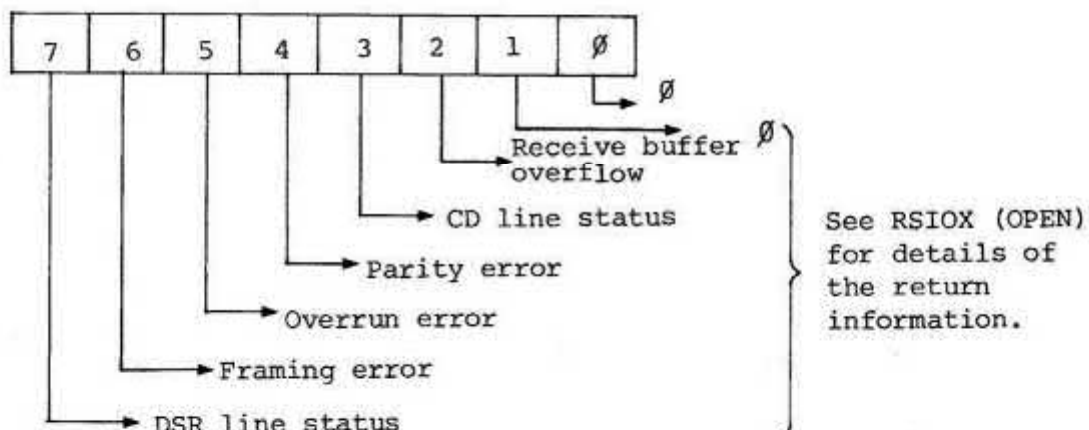 7 6 5 4 3 2 1 Ø
Ø
Ø
Receive buffer
overflow
CD line status
Parity error
Overrun error
Framing error
DSR line status
See RSIOX (OPEN)
for details of
the return
information.